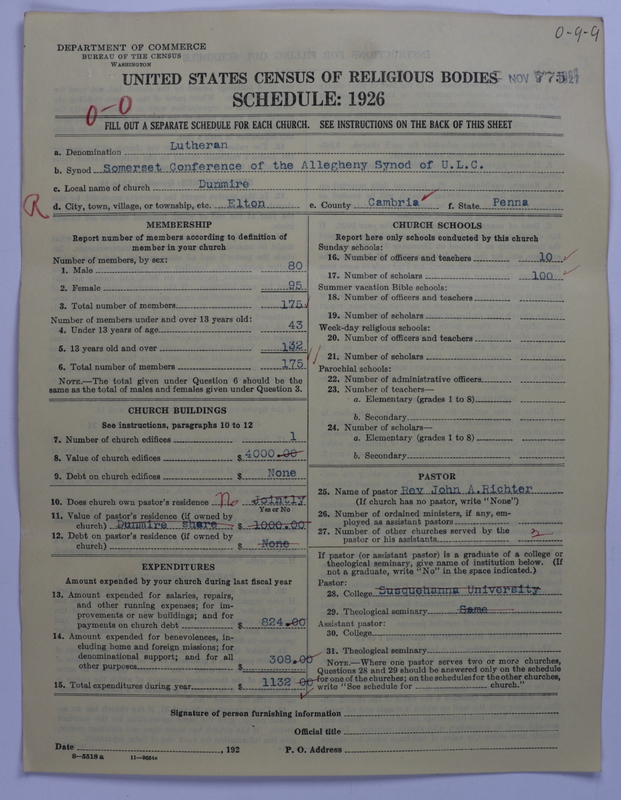 0-9-9
DEPARTMENT OF COMMERCE
BUREAU OF THE CENSUS
WASHINGTON
UNITED STATES CENSUS OF RELIGIOUS BODIES
NOV
SCHEDULE: 1926
0-0
FILL OUT A SEPARATE SCHEDULE FOR EACH CHURCH. SEE INSTRUCTIONS ON THE BACK OF THIS SHEET
a. Denomination Lutheran
b. Synod Somerset Conference of the Allegheny Synod of U.L.C.
c. Local name of church Dunmire
R d. City, town, village, or township, etc. Elton e. County Cambria f. State Penna
MEMBERSHIP
Report number of members according to definition of
member in your church
Number of members, by sex:
1. Male 80
2. Female 95
3. Total number of members 175
Number of members under and over 13 years old:
4. Under 13 years of age 43
5. 13 years old and over 132
6. Total number of members 175
NOTE.—The total given under Question 6 should be the
same as the total of males and females given under Question 3.
CHURCH BUILDINGS
See instructions, paragraphs 10 to 12
7. Number of church edifices 1
8. Value of church edifices $ 4000.00
9. Debt on church edifices $ None
10. Does church own pastor's residence No Jointly
Yes or No
11. Value of pastor's residence (if owned by
church) Dunmire share $ 1000.00
12. Debt on pastor's residence (if owned by
church) $ None
EXPENDITURES
Amount expended by your church during last fiscal year
13. Amount expended for salaries, repairs,
and other running expenses; for im-
provements or new buildings; and for
payments on church debt $ 824.00
14. Amount expended for benevolences, in-
cluding home and foreign missions; for
denominational support; and for all
other purposes $ 308.00
15. Total expenditures during year $ 1132 00
CHURCH SCHOOLS
Report here only schools conducted by this church
Sunday schools:
16. Number of officers and teachers 10
17. Number of scholars 100
Summer vacation Bible schools:
18. Number of officers and teachers
19. Number of scholars
Week-day religious schools:
20. Number of officers and teachers
21. Number of scholars
Parochial schools:
22. Number of administrative officers
23. Number of teachers—
a. Elementary (grades 1 to 8)
b. Secondary
24. Number of scholars—
a. Elementary (grades 1 to 8)
b. Secondary
PASTOR
25. Name of pastor Rev John A.Richter
(If church has no pastor, write "None")
26. Number of ordained ministers, if any, em-
ployed as assistant pastors
27. Number of other churches served by the
pastor or his assistants
If pastor (or assistant pastor) is a graduate of a college or
theological seminary, give name of institution below. (If
not a graduate, write "No" in the space indicated.)
Pastor:
28. College Susquehanna University
29. Theological seminary Same
Assistant pastor:
30. College
31. Theological seminary
NOTE.—Where one pastor serves two or more churches,
Questions 28 and 29 should be answered only on the schedule
for one of the churches; on the schedules for the other churches,
write "See schedule for church."
Signature of person furnishing information
Official title
Date , 192 P. O. Address
8—5518 a